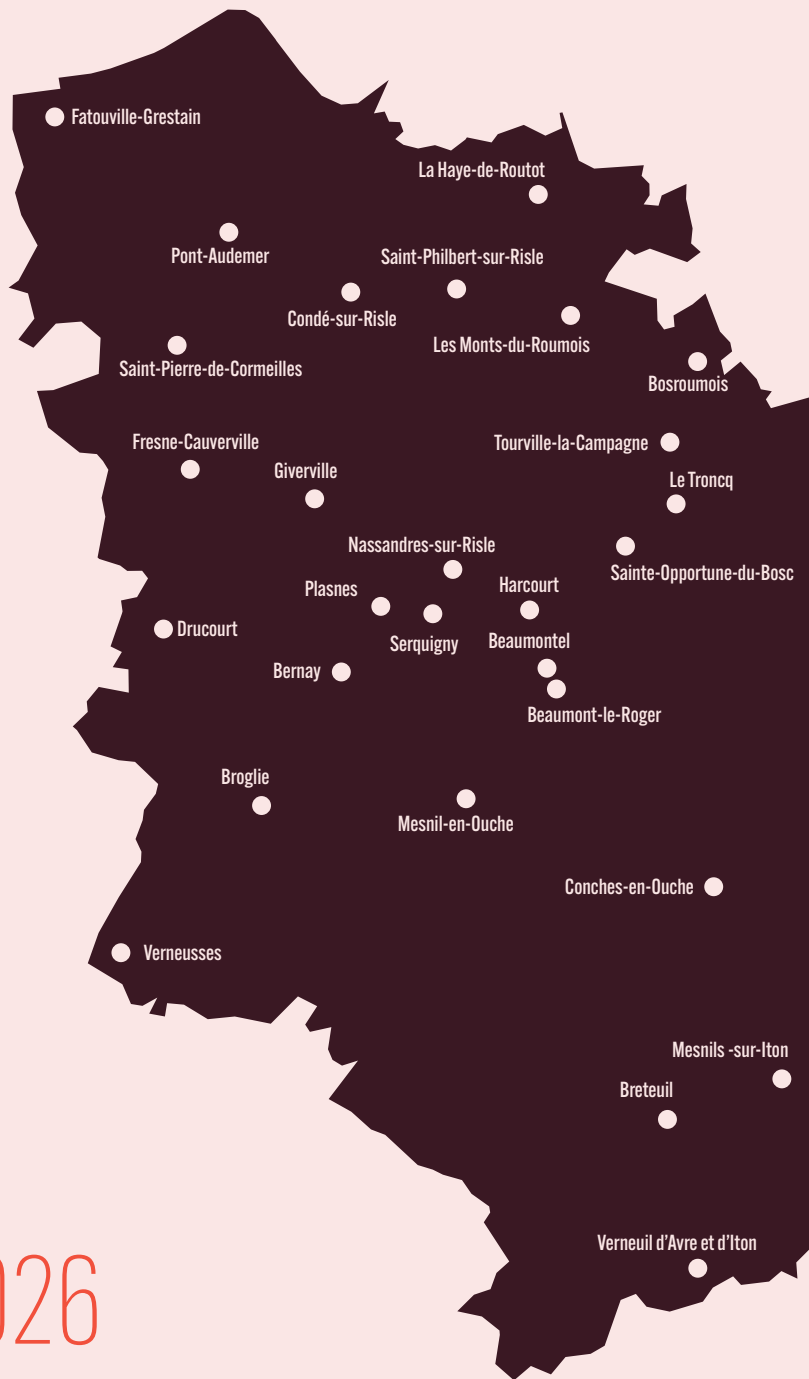 Fatouville-Grestain
La Haye-de-Routot
Pont-Audemer
Saint-Philbert-sur-Risle
Condé-sur-Risle
Les Monts-du-Roumois
Saint-Pierre-de-Cormeilles
Bosroumois
Fresne-Cauverville
Tourville-la-Campagne
Giverville
Le Troncq
Nassandres-sur-Risle
Sainte-Opportune-du-Bosc
Plasnes
Harcourt
Drucourt
Serquigny
Beaumontel
Bernay
Beaumont-le-Roger
Broglie
Mesnil-en-Ouche
Conches-en-Ouche
Verneusses
Mesnils -sur-Iton
Breteuil
Verneuil d'Avre et d'Iton
026